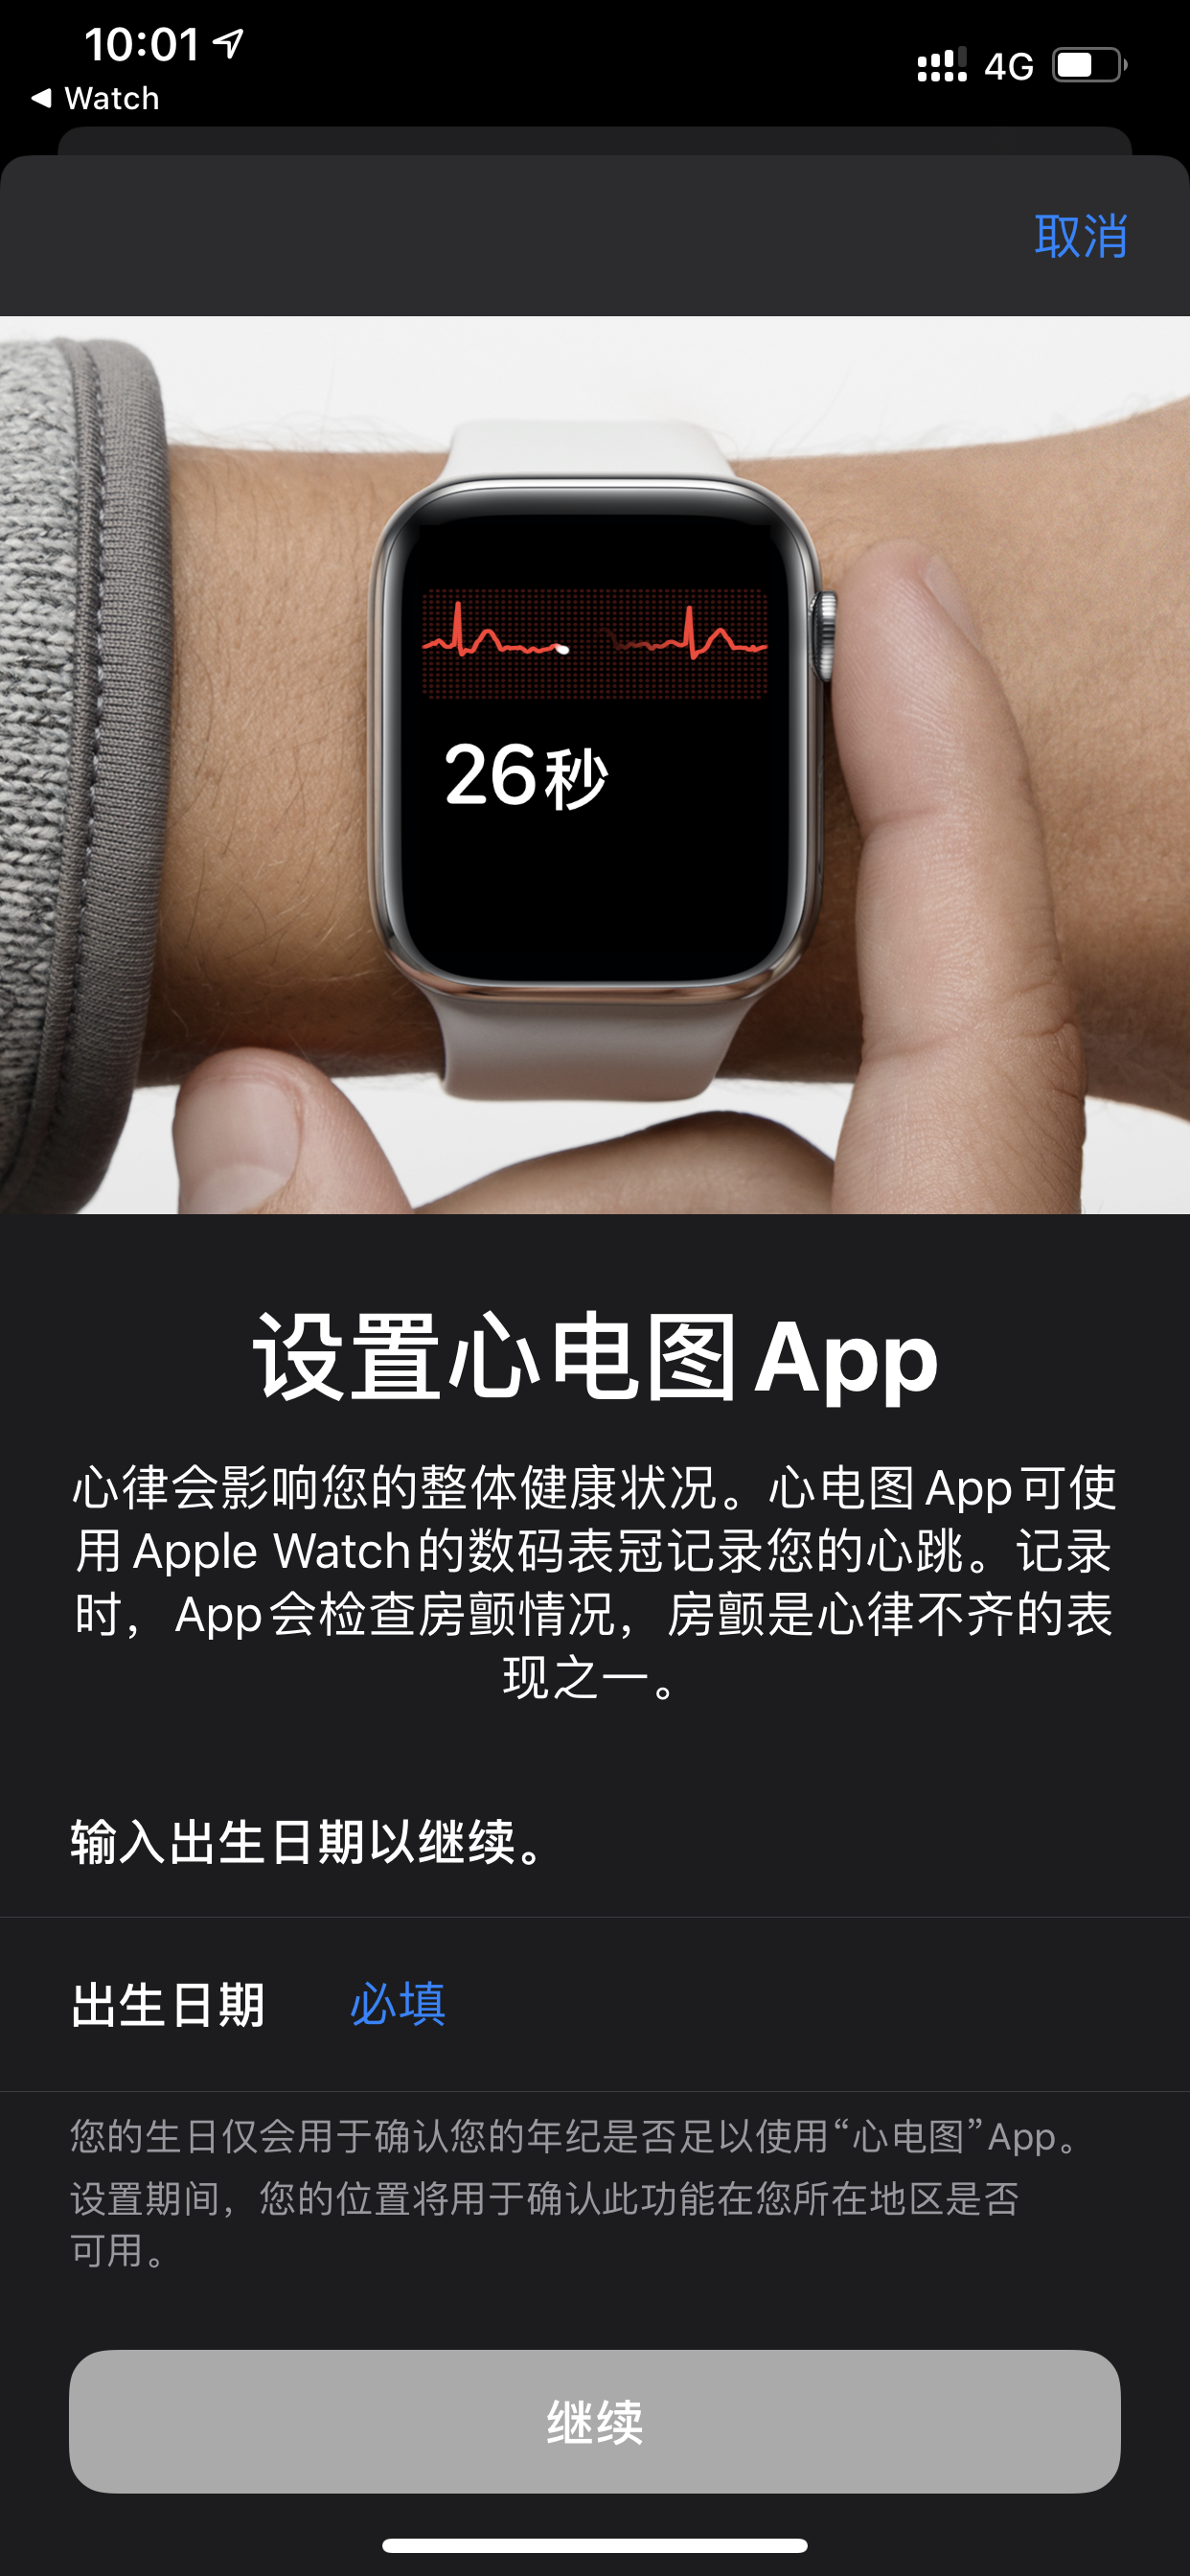 10:01
Watch
4G
取消
26秒
设置心电图 App
心律会影响您的整体健康状况。心电图 App 可使
用 Apple Watch 的数码表冠记录您的心跳。记录
时，App 会检查房颤情况，房颤是心律不齐的表
现之一。
输入出生日期以继续。
出生日期 必填
您的生日仅会用于确认您的年纪是否足以使用“心电图”App。
设置期间，您的位置将用于确认此功能在您所在地区是否
可用。
继续